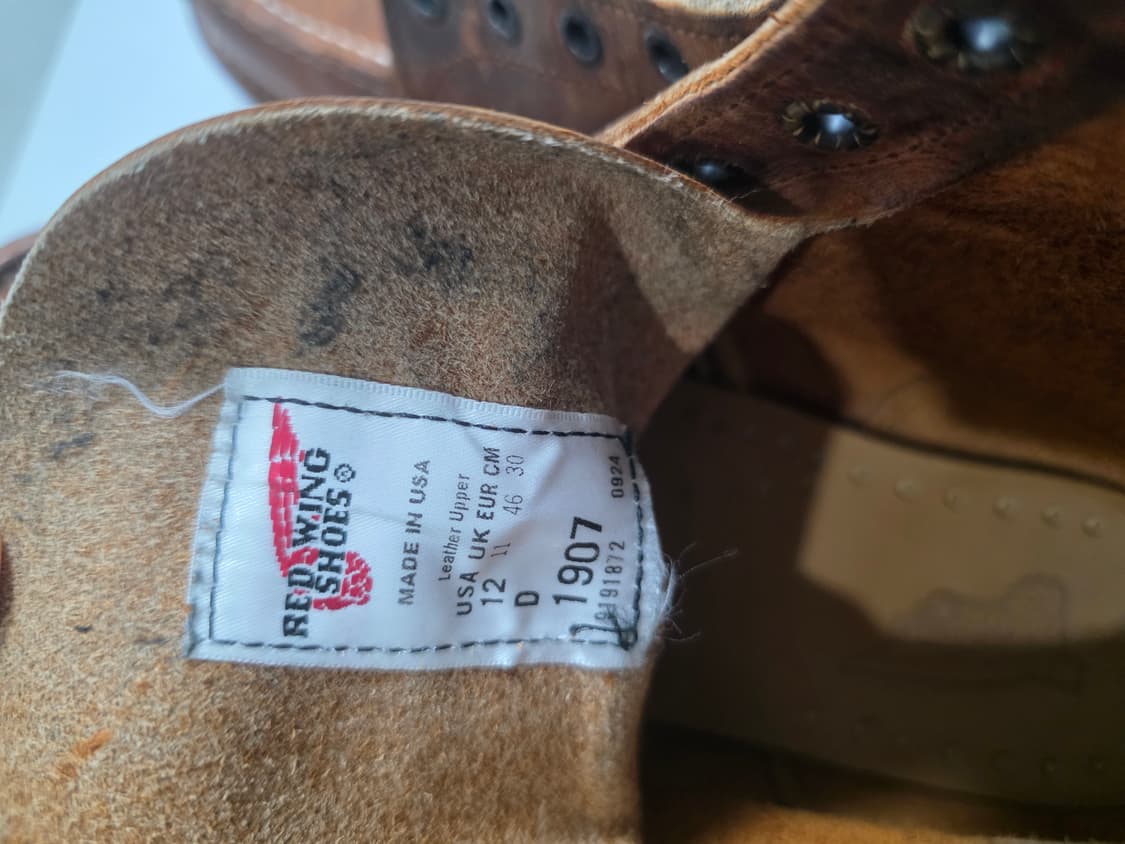 RED WING
SHOES®
MADE IN USA
Leather Upper
USA UK EUR CM
12 11 46 30
D
1907
0924